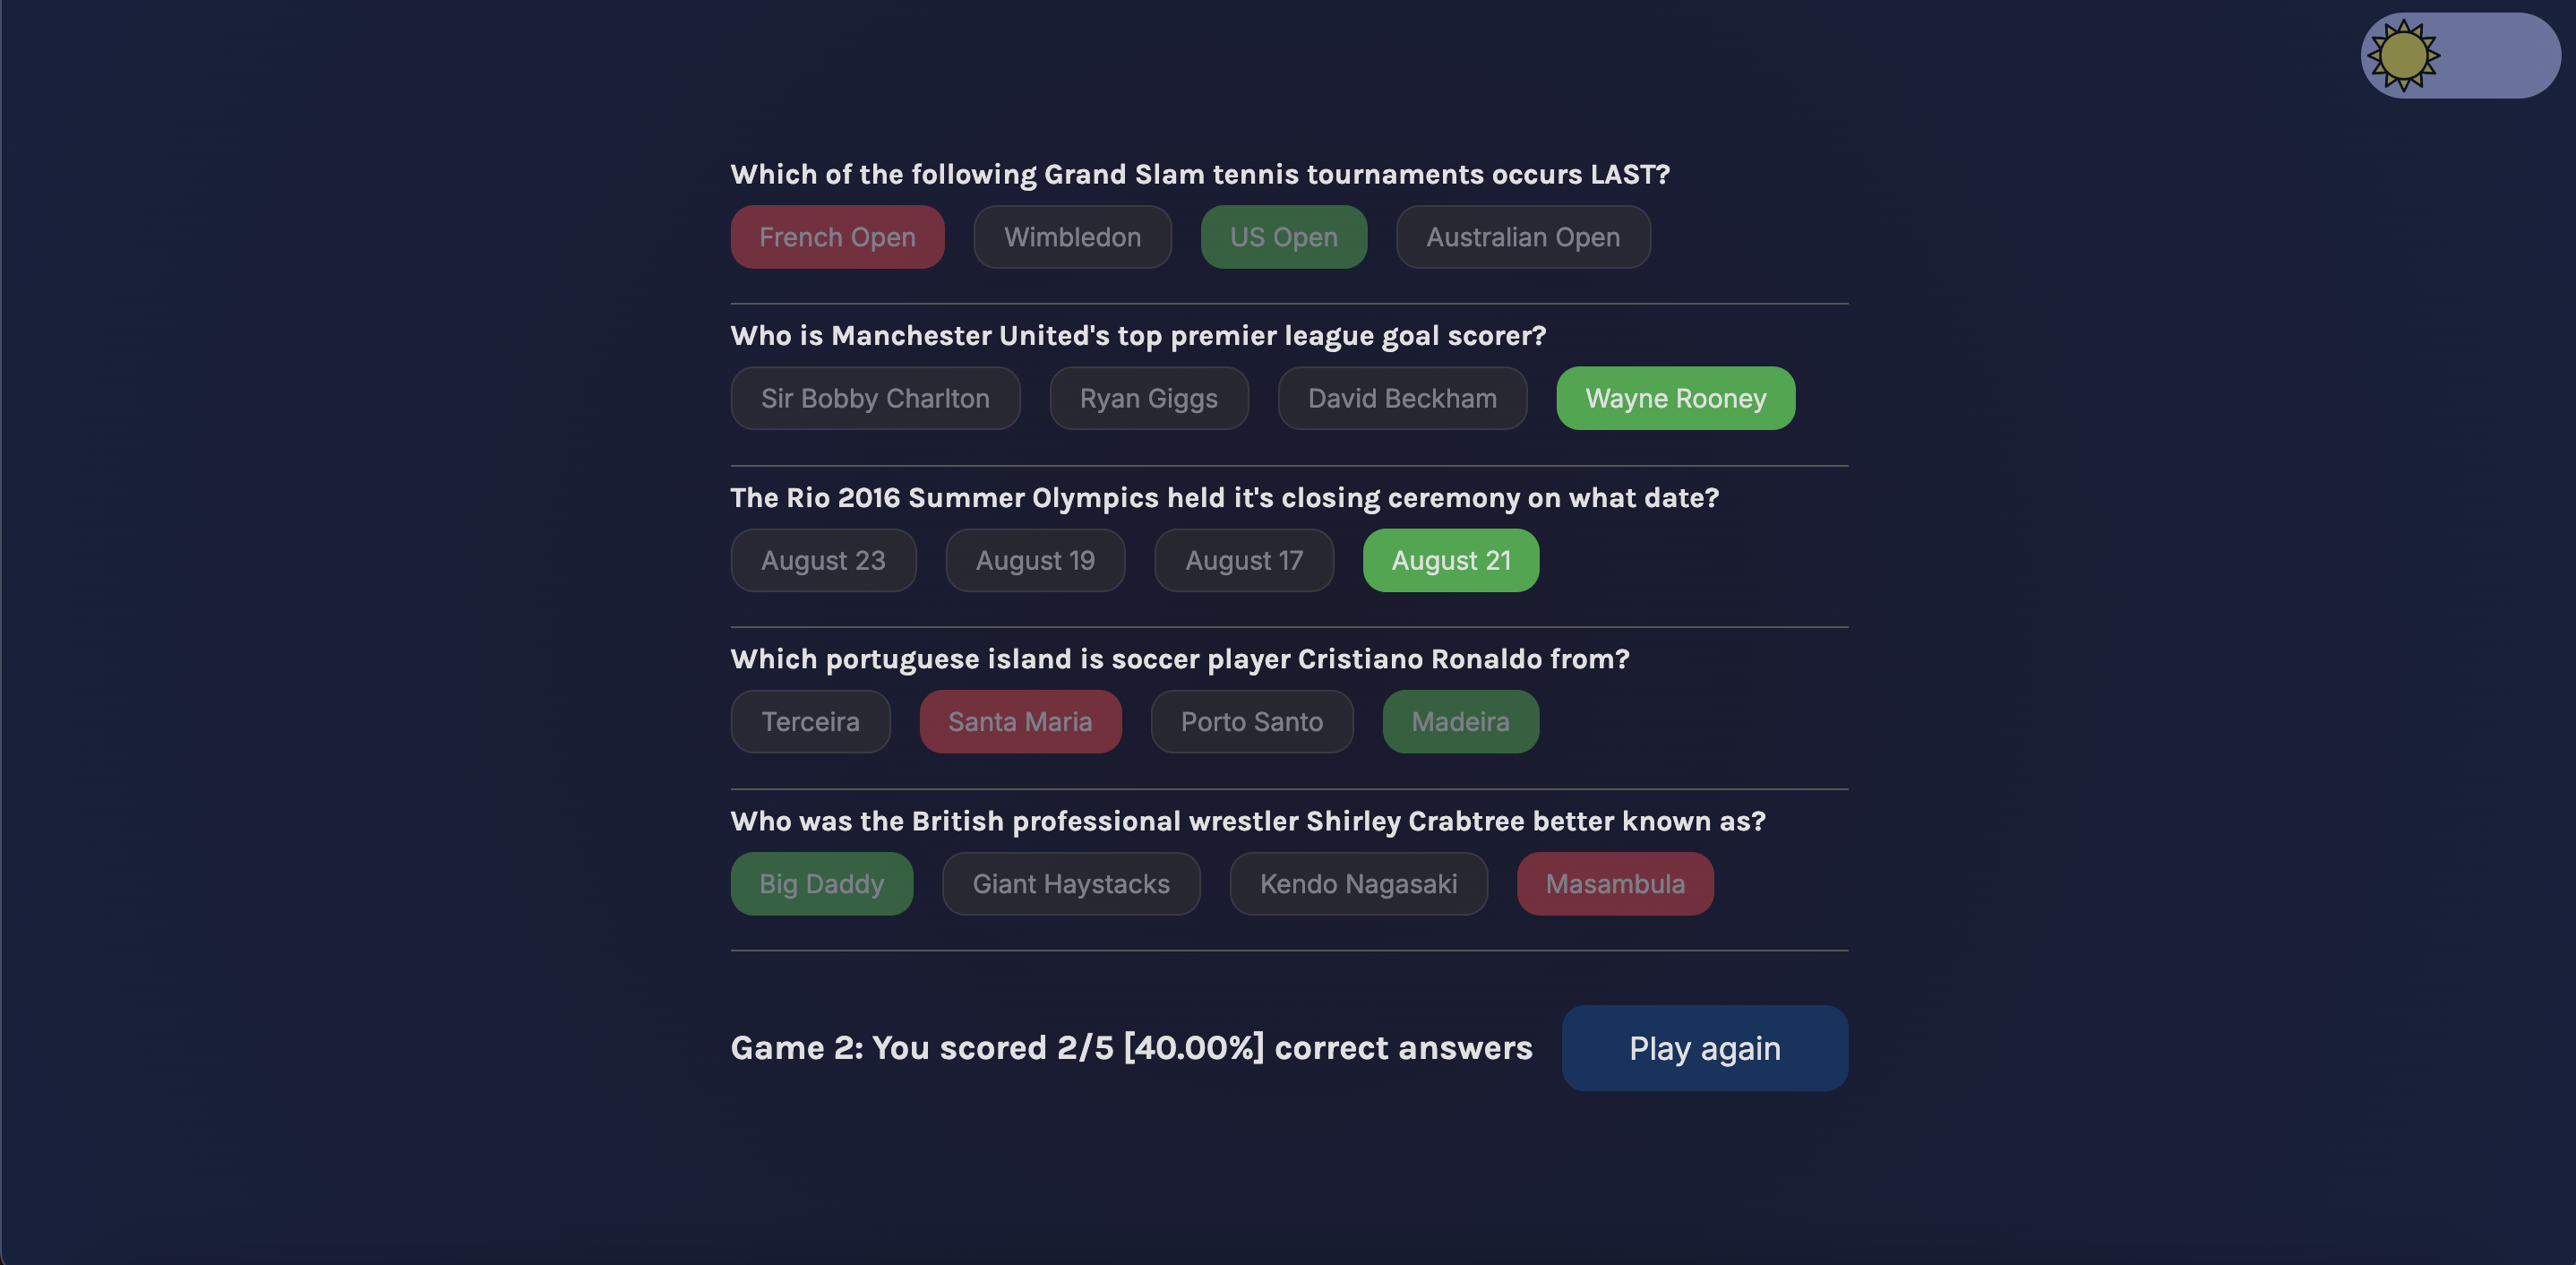 Which of the following Grand Slam tennis tournaments occurs LAST?
French Open Wimbledon US Open Australian Open
Who is Manchester United's top premier league goal scorer?
Sir Bobby Charlton Ryan Giggs David Beckham Wayne Rooney
The Rio 2016 Summer Olympics held it's closing ceremony on what date?
August 23 August 19 August 17 August 21
Which portuguese island is soccer player Cristiano Ronaldo from?
Terceira Santa Maria Porto Santo Madeira
Who was the British professional wrestler Shirley Crabtree better known as?
Big Daddy Giant Haystacks Kendo Nagasaki Masambula
Game 2: You scored 2/5 [40.00%] correct answers Play again